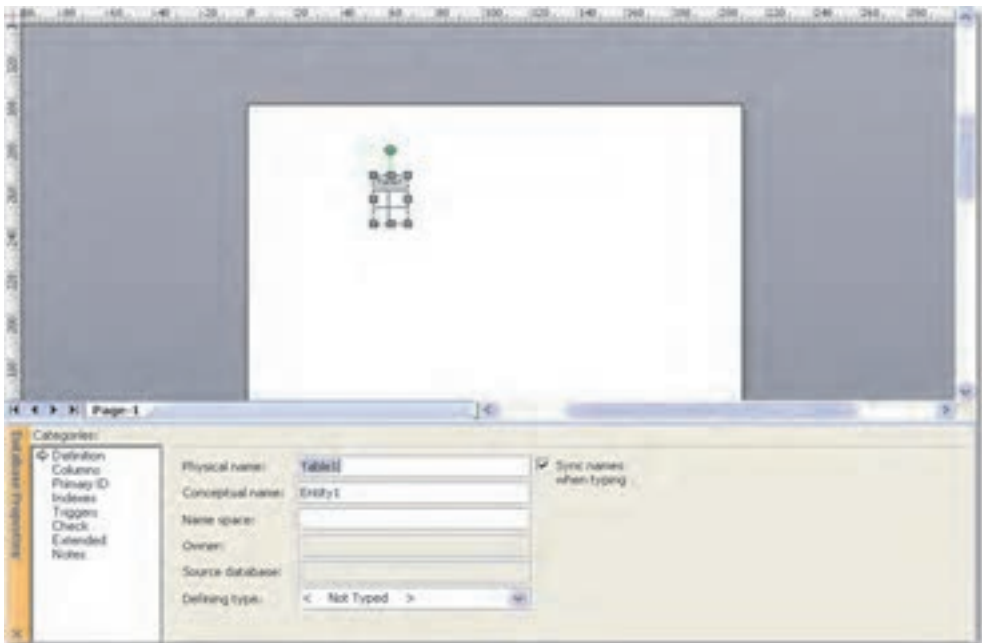 Page-1
Categories:
Database Properties
Definition
Columns
Primary ID
Indexes
Triggers
Check
Extended
Notes
Physical name: Table1
Sync names when typing
Conceptual name: Entity1
Name space:
Owner:
Source database:
Defining type: < Not Typed >